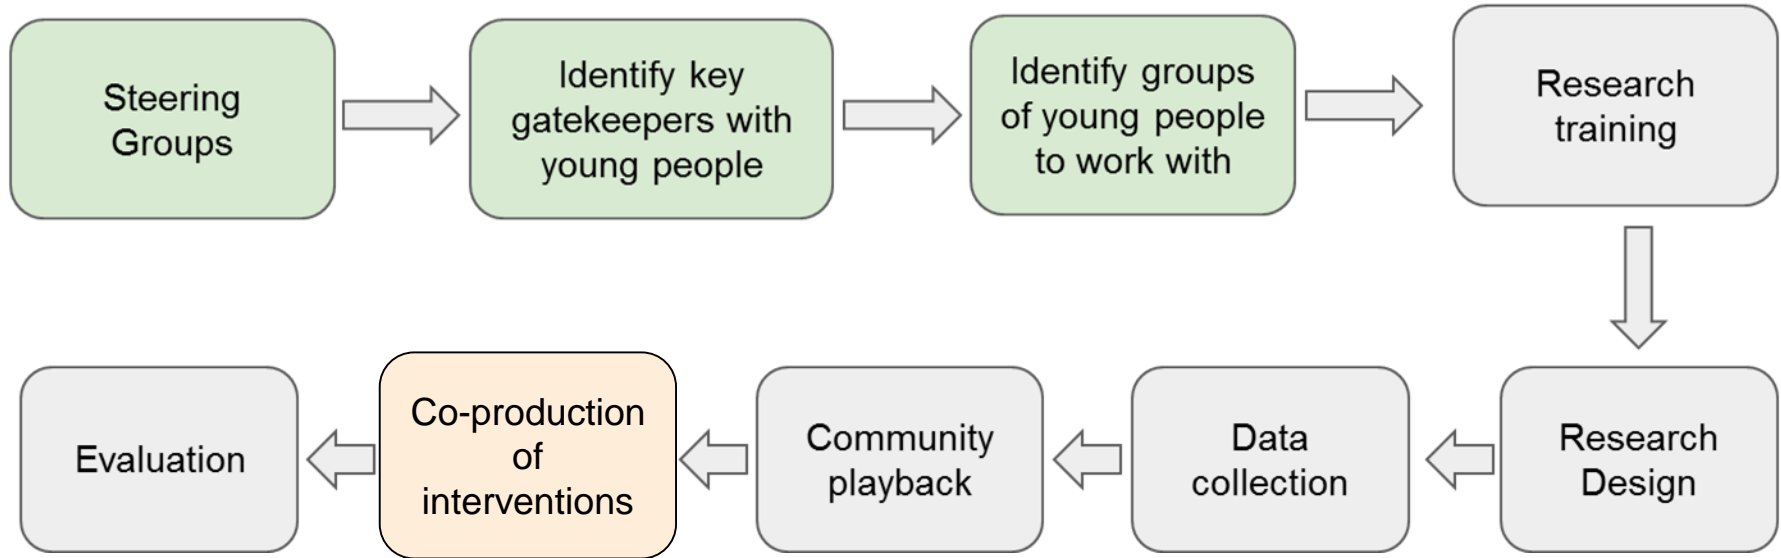 Steering
Groups
Identify key
gatekeepers with
young people
Identify groups
of young people
to work with
Research
training
Evaluation
Co-production
of
interventions
Community
playback
Data
collection
Research
Design